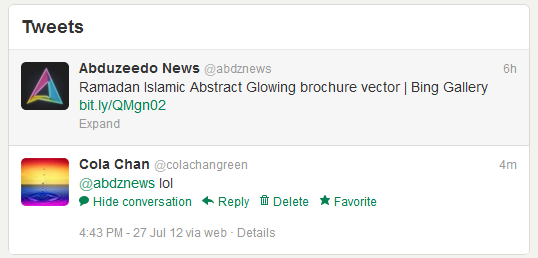 Tweets
Abduzeedo News @abdznews 6h
Ramadan Islamic Abstract Glowing brochure vector | Bing Gallery
bit.ly/QMgn02
Expand
Cola Chan @colachangreen 4m
@abdznews lol
Hide conversation Reply Delete Favorite
4:43 PM - 27 Jul 12 via web · Details